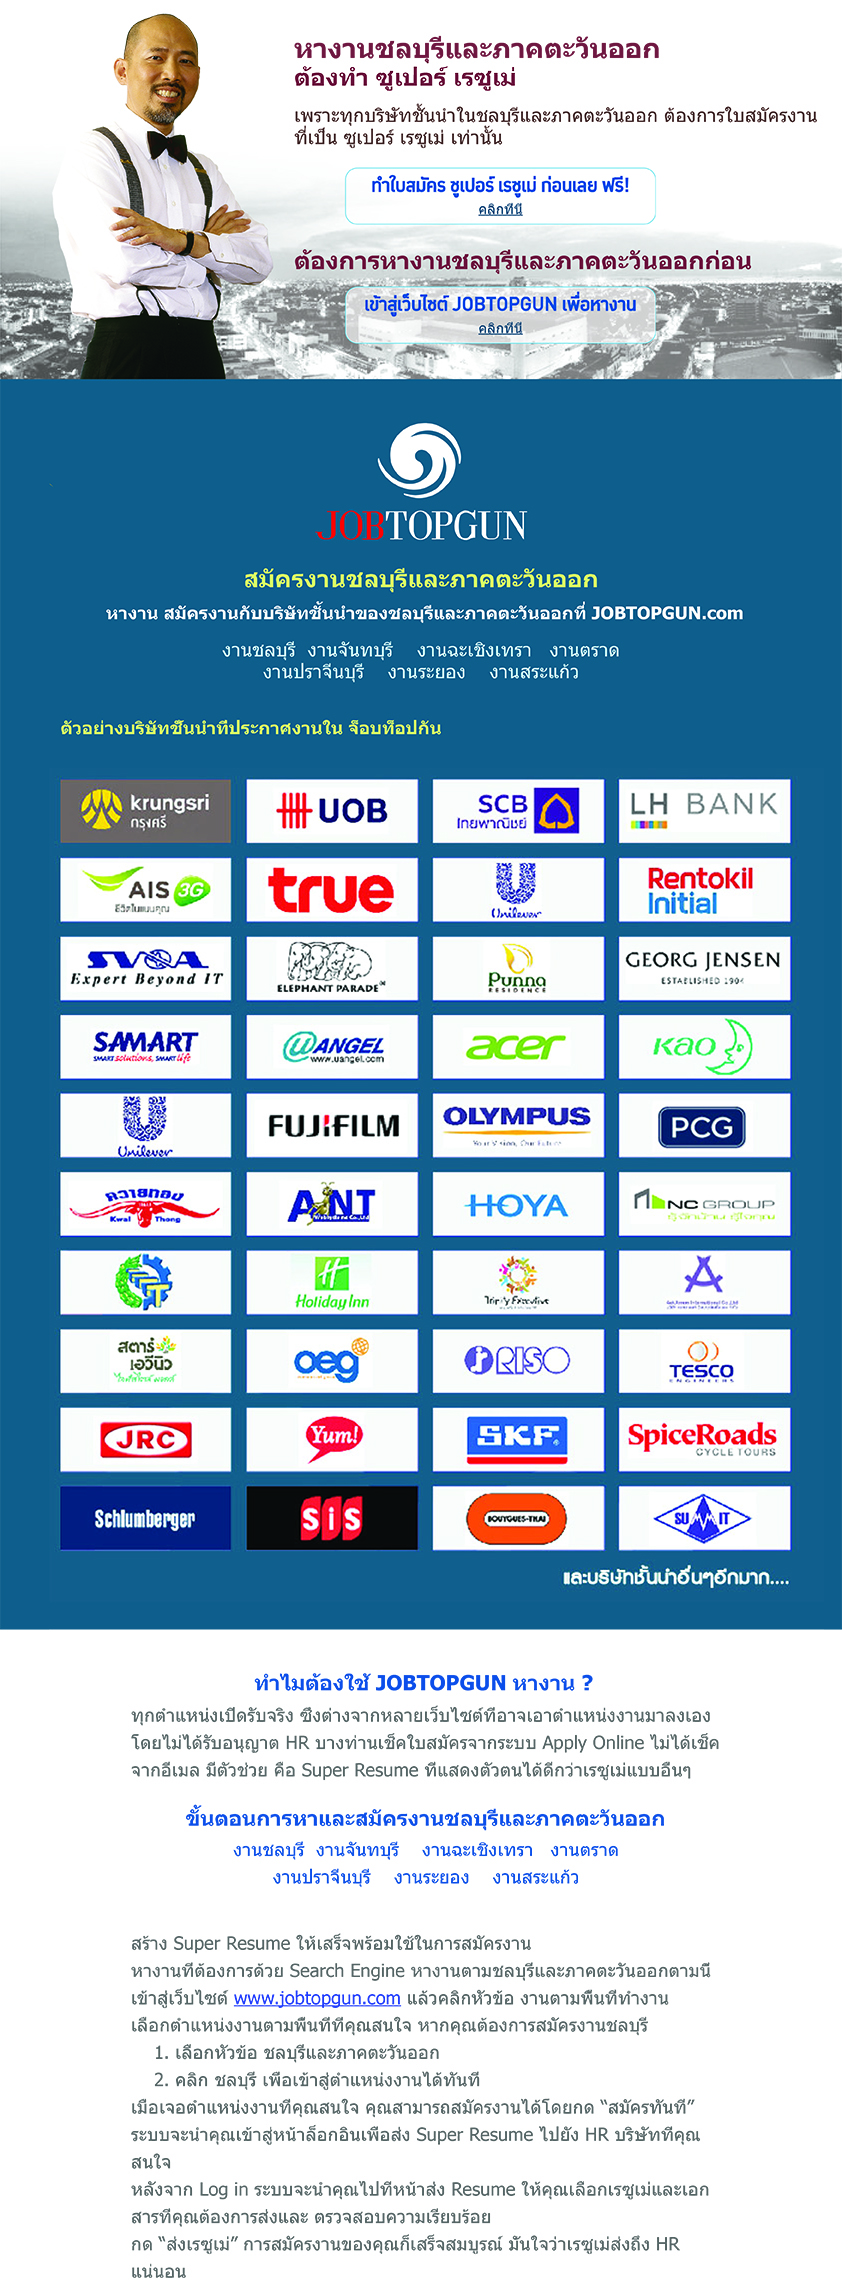 หางานชลบุรีและภาคตะวันออก
ต้องทำ ซูเปอร์ เรซูเม่
เพราะทุกบริษัทชั้นนำในชลบุรีและภาคตะวันออก ต้องการใบสมัครงาน
ที่เป็น ซูเปอร์ เรซูเม่ เท่านั้น
ทำใบสมัคร ซูเปอร์ เรซูเม่ ก่อนเลย ฟรี!
คลิกที่นี่
ต้องการหางานชลบุรีและภาคตะวันออกก่อน
เข้าสู่เว็บไซต์ JOBTOPGUN เพื่อหางาน
คลิกที่นี่
JOBTOPGUN
สมัครงานชลบุรีและภาคตะวันออก
หางาน สมัครงานกับบริษัทชั้นนำของชลบุรีและภาคตะวันออกที่ JOBTOPGUN.com
งานชลบุรี งานจันทบุรี งานฉะเชิงเทรา งานตราด
งานปราจีนบุรี งานระยอง งานสระแก้ว
ตัวอย่างบริษัทชั้นนำที่ประกาศงานใน จ็อบท็อปกัน
krungsri
กรุงศรี
UOB
SCB
ไทยพาณิชย์
LH BANK
AIS 3G
ชีวิตในแบบคุณ
true
Unilever
Rentokil
Initial
SVOA
Expert Beyond IT
ELEPHANT PARADE
Punna
RESIDENCE
GEORG JENSEN
ESTABLISHED 1904
SAMART
SMART solutions, SMART life
UANGEL
www.uangel.com
acer
Kao
Unilever
FUJIFILM
OLYMPUS
Your Vision, Our Future
PCG
ควายทอง
Kwai Thong
ANT
HOYA
NC GROUP
Holiday Inn
Trinity Executive
สตาร์
เอวีนิว
oeg
RISO
TESCO
ENGINEERS
JRC
Yum!
SKF
SpiceRoads
CYCLE TOURS
Schlumberger
SiS
BOUYGUES-THAI
SUMMIT
และบริษัทชั้นนำอื่นๆอีกมาก....
ทำไมต้องใช้ JOBTOPGUN หางาน ?
ทุกตำแหน่งเปิดรับจริง ซึ่งต่างจากหลายเว็บไซต์ที่อาจเอาตำแหน่งงานมาลงเอง
โดยไม่ได้รับอนุญาต HR บางท่านเช็คใบสมัครจากระบบ Apply Online ไม่ได้เช็ค
จากอีเมล มีตัวช่วย คือ Super Resume ที่แสดงตัวตนได้ดีกว่าเรซูเม่แบบอื่นๆ
ขั้นตอนการหาและสมัครงานชลบุรีและภาคตะวันออก
งานชลบุรี งานจันทบุรี งานฉะเชิงเทรา งานตราด
งานปราจีนบุรี งานระยอง งานสระแก้ว
สร้าง Super Resume ให้เสร็จพร้อมใช้ในการสมัครงาน
หางานที่ต้องการด้วย Search Engine หางานตามชลบุรีและภาคตะวันออกตามนี้
เข้าสู่เว็บไซต์ www.jobtopgun.com แล้วคลิกหัวข้อ งานตามพื้นที่ทำงาน
เลือกตำแหน่งงานตามพื้นที่ที่คุณสนใจ หากคุณต้องการสมัครงานชลบุรี
1. เลือกหัวข้อ ชลบุรีและภาคตะวันออก
2. คลิก ชลบุรี เพื่อเข้าสู่ตำแหน่งงานได้ทันที
เมื่อเจอตำแหน่งงานที่คุณสนใจ คุณสามารถสมัครงานได้โดยกด “สมัครทันที”
ระบบจะนำคุณเข้าสู่หน้าล็อกอินเพื่อส่ง Super Resume ไปยัง HR บริษัทที่คุณ
สนใจ
หลังจาก Log in ระบบจะนำคุณไปที่หน้าส่ง Resume ให้คุณเลือกเรซูเม่และเอก
สารที่คุณต้องการส่งและ ตรวจสอบความเรียบร้อย
กด “ส่งเรซูเม่” การสมัครงานของคุณก็เสร็จสมบูรณ์ มั่นใจว่าเรซูเม่ส่งถึง HR
แน่นอน